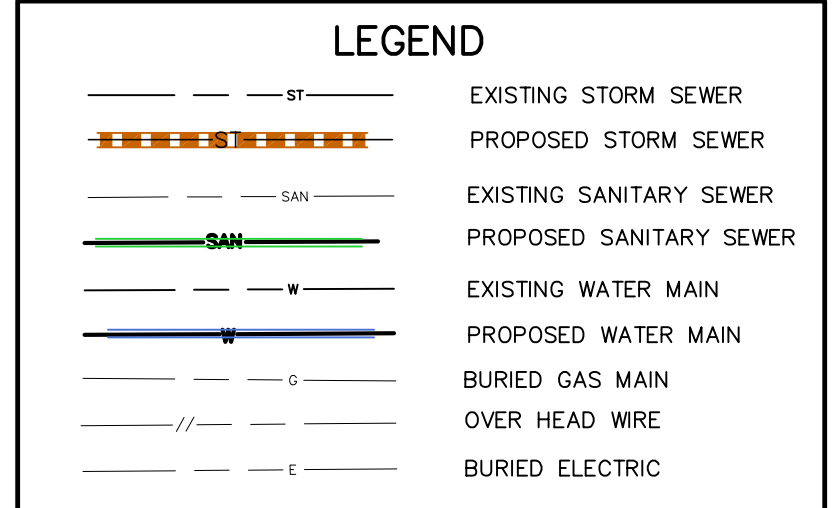 LEGEND
ST EXISTING STORM SEWER
ST PROPOSED STORM SEWER
SAN EXISTING SANITARY SEWER
SAN PROPOSED SANITARY SEWER
W EXISTING WATER MAIN
W PROPOSED WATER MAIN
G BURIED GAS MAIN
// OVER HEAD WIRE
E BURIED ELECTRIC